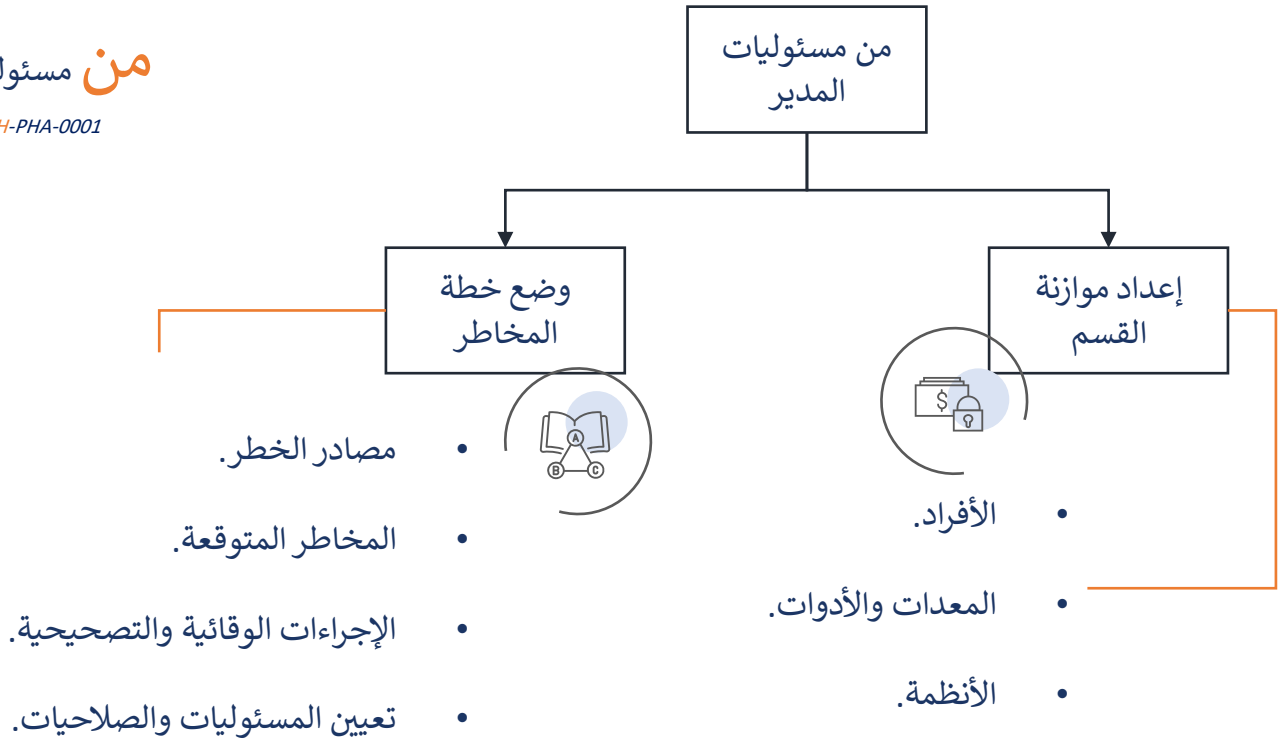 من
-PHA-0001
من مسئوليات
المدير
إعداد موازنة
القسم
وضع خطة
المخاطر
$
A
B
C
• الأفراد.
• المعدات والأدوات.
• الأنظمة.
• مصادر الخطر.
• المخاطر المتوقعة.
• الإجراءات الوقائية والتصحيحية.
• تعيين المسئوليات والصلاحيات.